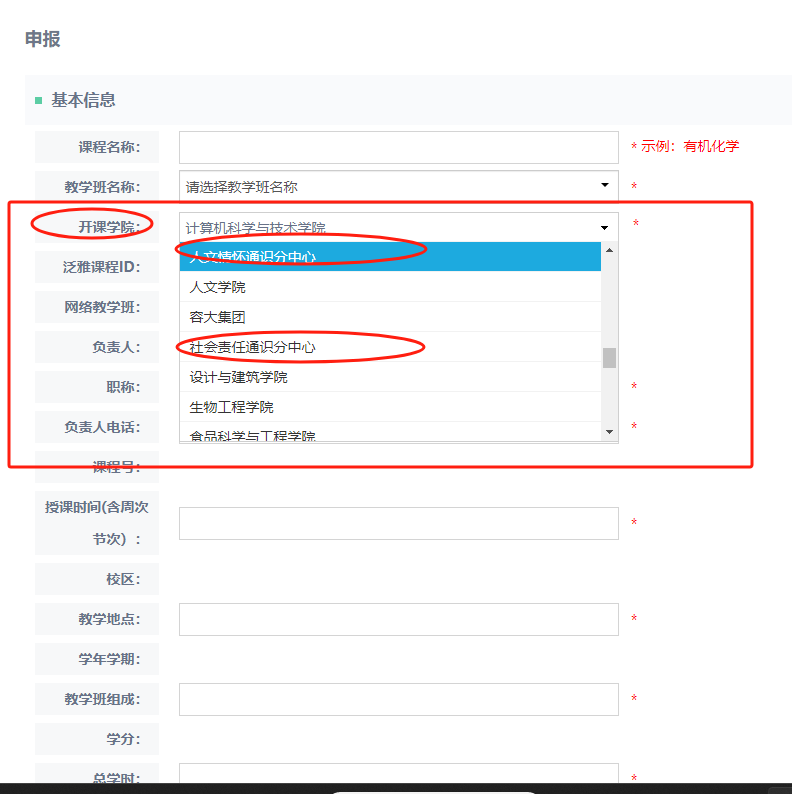 申报
基本信息
课程名称：
* 示例：有机化学
教学班名称：
请选择教学班名称
*
开课学院：
计算机科学与技术学院
*
人文情怀通识分中心
泛雅课程ID：
人文学院
网络教学班：
容大集团
负责人：
社会责任通识分中心
职称：
设计与建筑学院
*
生物工程学院
负责人电话：
*
食品科学与工程学院
课程号：
授课时间(含周次
节次）：
*
校区：
教学地点：
*
学年学期：
教学班组成：
*
学分：
总学时：
*